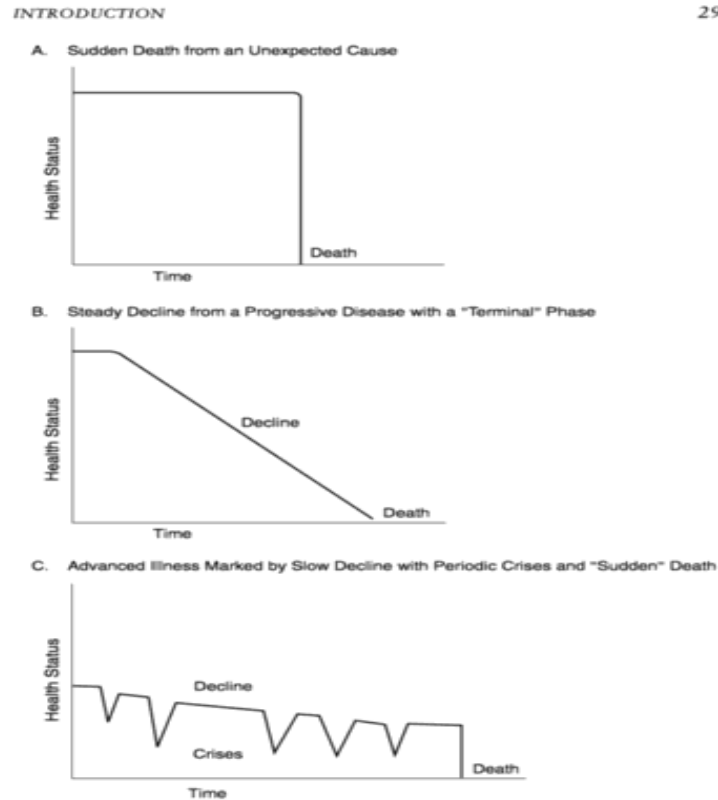 INTRODUCTION 29
A. Sudden Death from an Unexpected Cause
Health Status
Death
Time
B. Steady Decline from a Progressive Disease with a "Terminal" Phase
Health Status
Decline
Death
Time
C. Advanced Illness Marked by Slow Decline with Periodic Crises and "Sudden" Death
Health Status
Decline
Crises
Death
Time